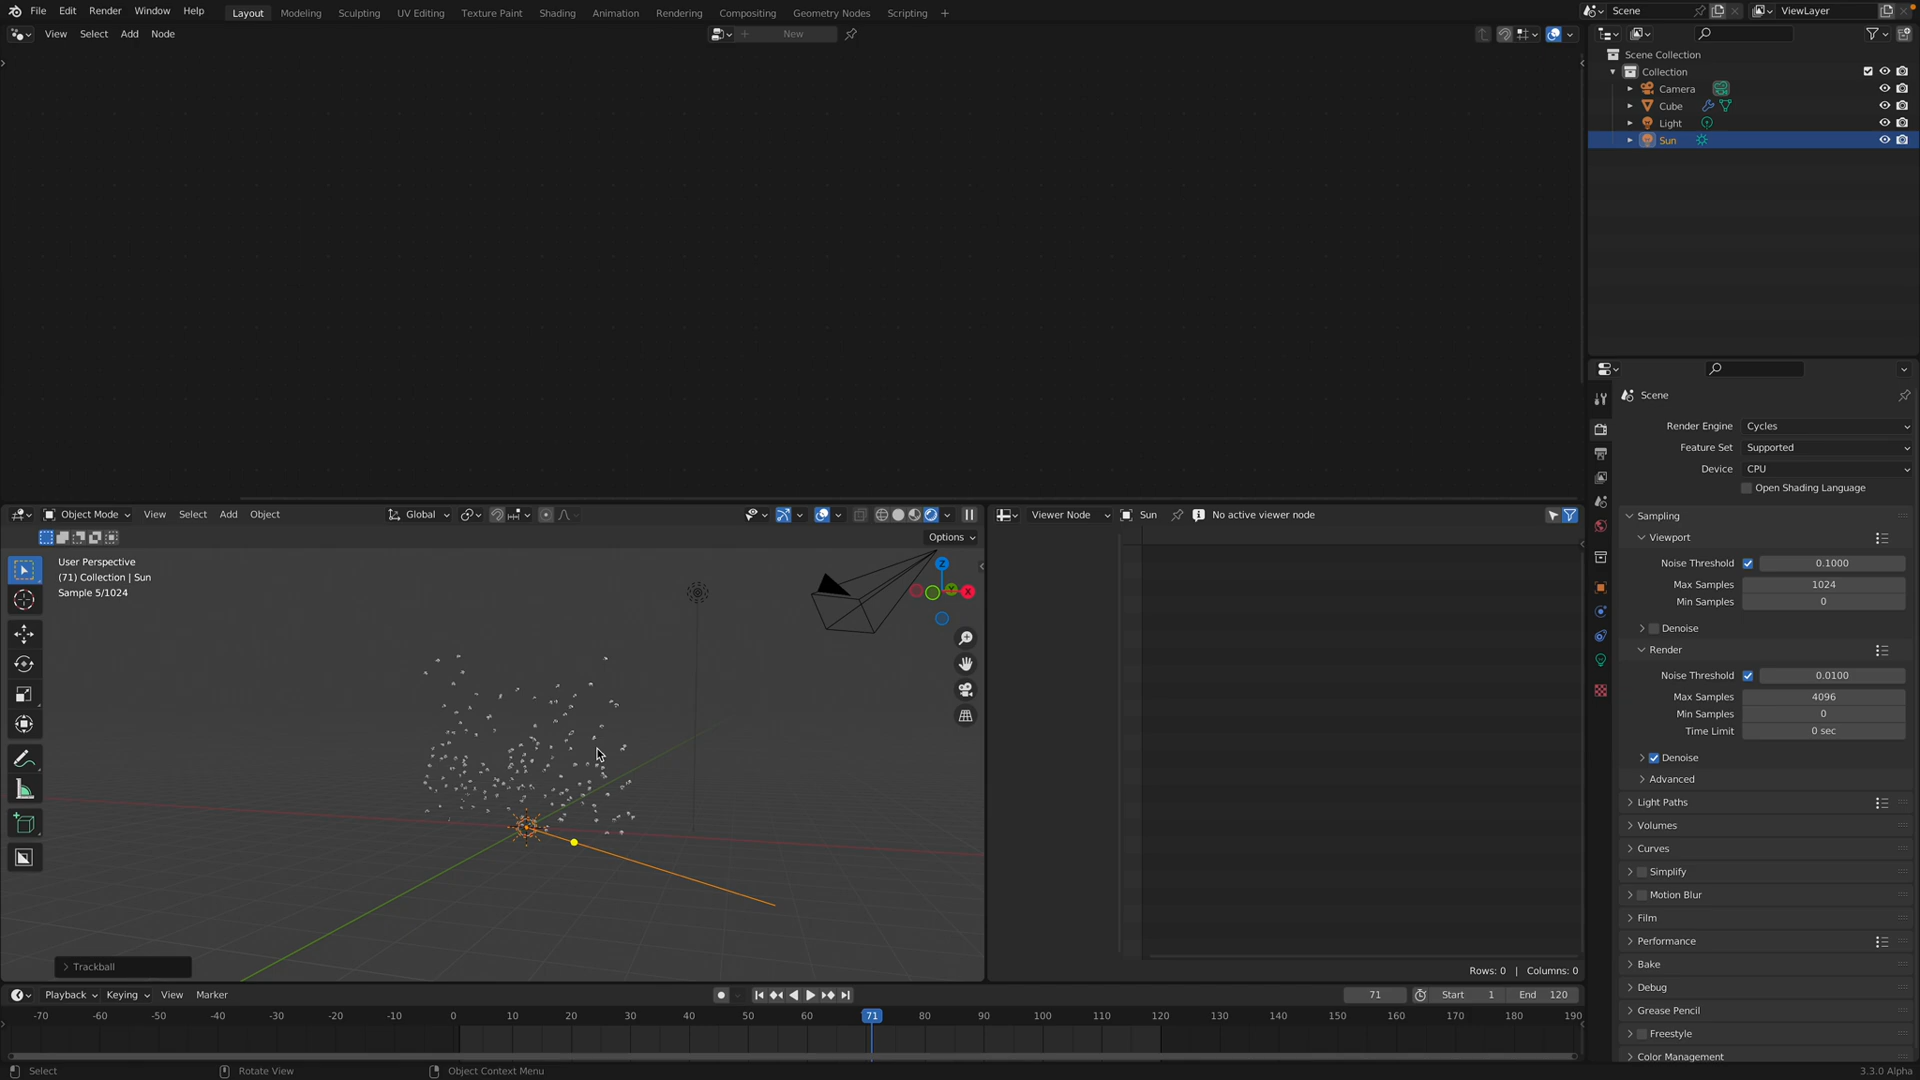 File Edit Render Window Help Layout Modeling Sculpting UV Editing Texture Paint Shading Animation Rendering Compositing Geometry Nodes Scripting + Scene ViewLayer
View Select Add Node + New
Scene Collection
Collection
Camera
Cube
Light
Sun
Scene
Render Engine Cycles
Feature Set Supported
Device CPU
Open Shading Language
Sampling
Viewport
Noise Threshold 0.1000
Max Samples 1024
Min Samples 0
Denoise
Render
Noise Threshold 0.0100
Max Samples 4096
Min Samples 0
Time Limit 0 sec
Denoise
Advanced
Light Paths
Volumes
Curves
Simplify
Motion Blur
Film
Performance
Bake
Debug
Grease Pencil
Freestyle
Color Management
Object Mode View Select Add Object Global
Options
User Perspective
(71) Collection | Sun
Sample 5/1024
Z
X
Trackball
Viewer Node Sun No active viewer node
Rows: 0 | Columns: 0
Playback Keying View Marker 71 Start 1 End 120
-70 -60 -50 -40 -30 -20 -10 0 10 20 30 40 50 60 71 80 90 100 110 120 130 140 150 160 170 180 190
Select Rotate View Object Context Menu 3.3.0 Alpha